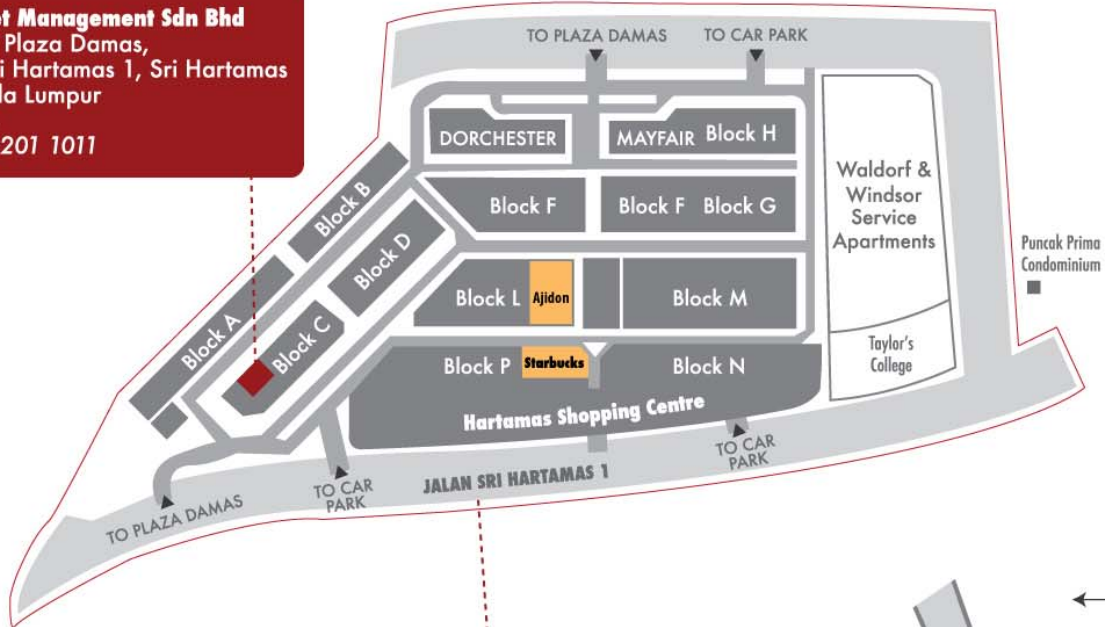 Management Sdn Bhd
Plaza Damas,
Hartamas 1, Sri Hartamas
Lumpur
201 1011
TO PLAZA DAMAS
TO CAR PARK
DORCHESTER
MAYFAIR Block H
Block B
Block F
Block F Block G
Waldorf &
Windsor
Service
Apartments
Puncak Prima
Condominium
Block D
Block L
Ajidon
Block M
Block A
Block C
Block P
Starbucks
Block N
Taylor's
College
Hartamas Shopping Centre
TO CAR
PARK
JALAN SRI HARTAMAS 1
TO CAR
PARK
TO PLAZA DAMAS